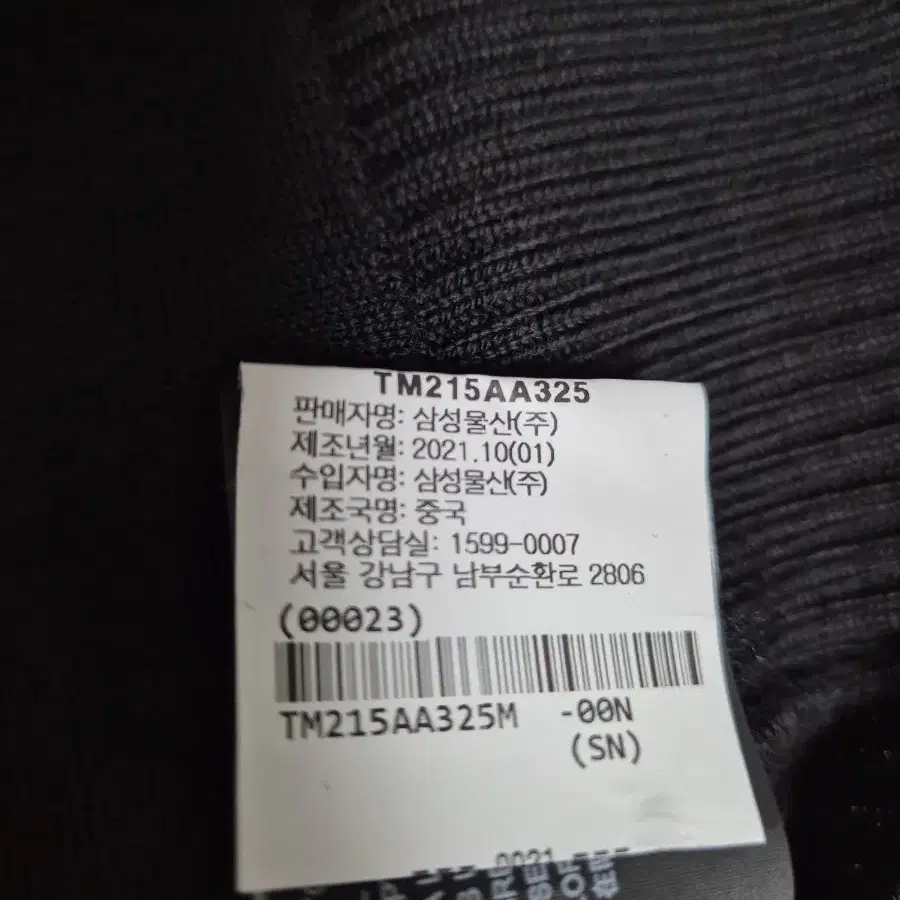 TM215AA325
판매자명: 삼성물산(주)
제조년월: 2021.10(01)
수입자명: 삼성물산(주)
제조국명: 중국
고객상담실: 1599-0007
서울 강남구 남부순환로 2806
(00023)
TM215AA325M -00N
(SN)